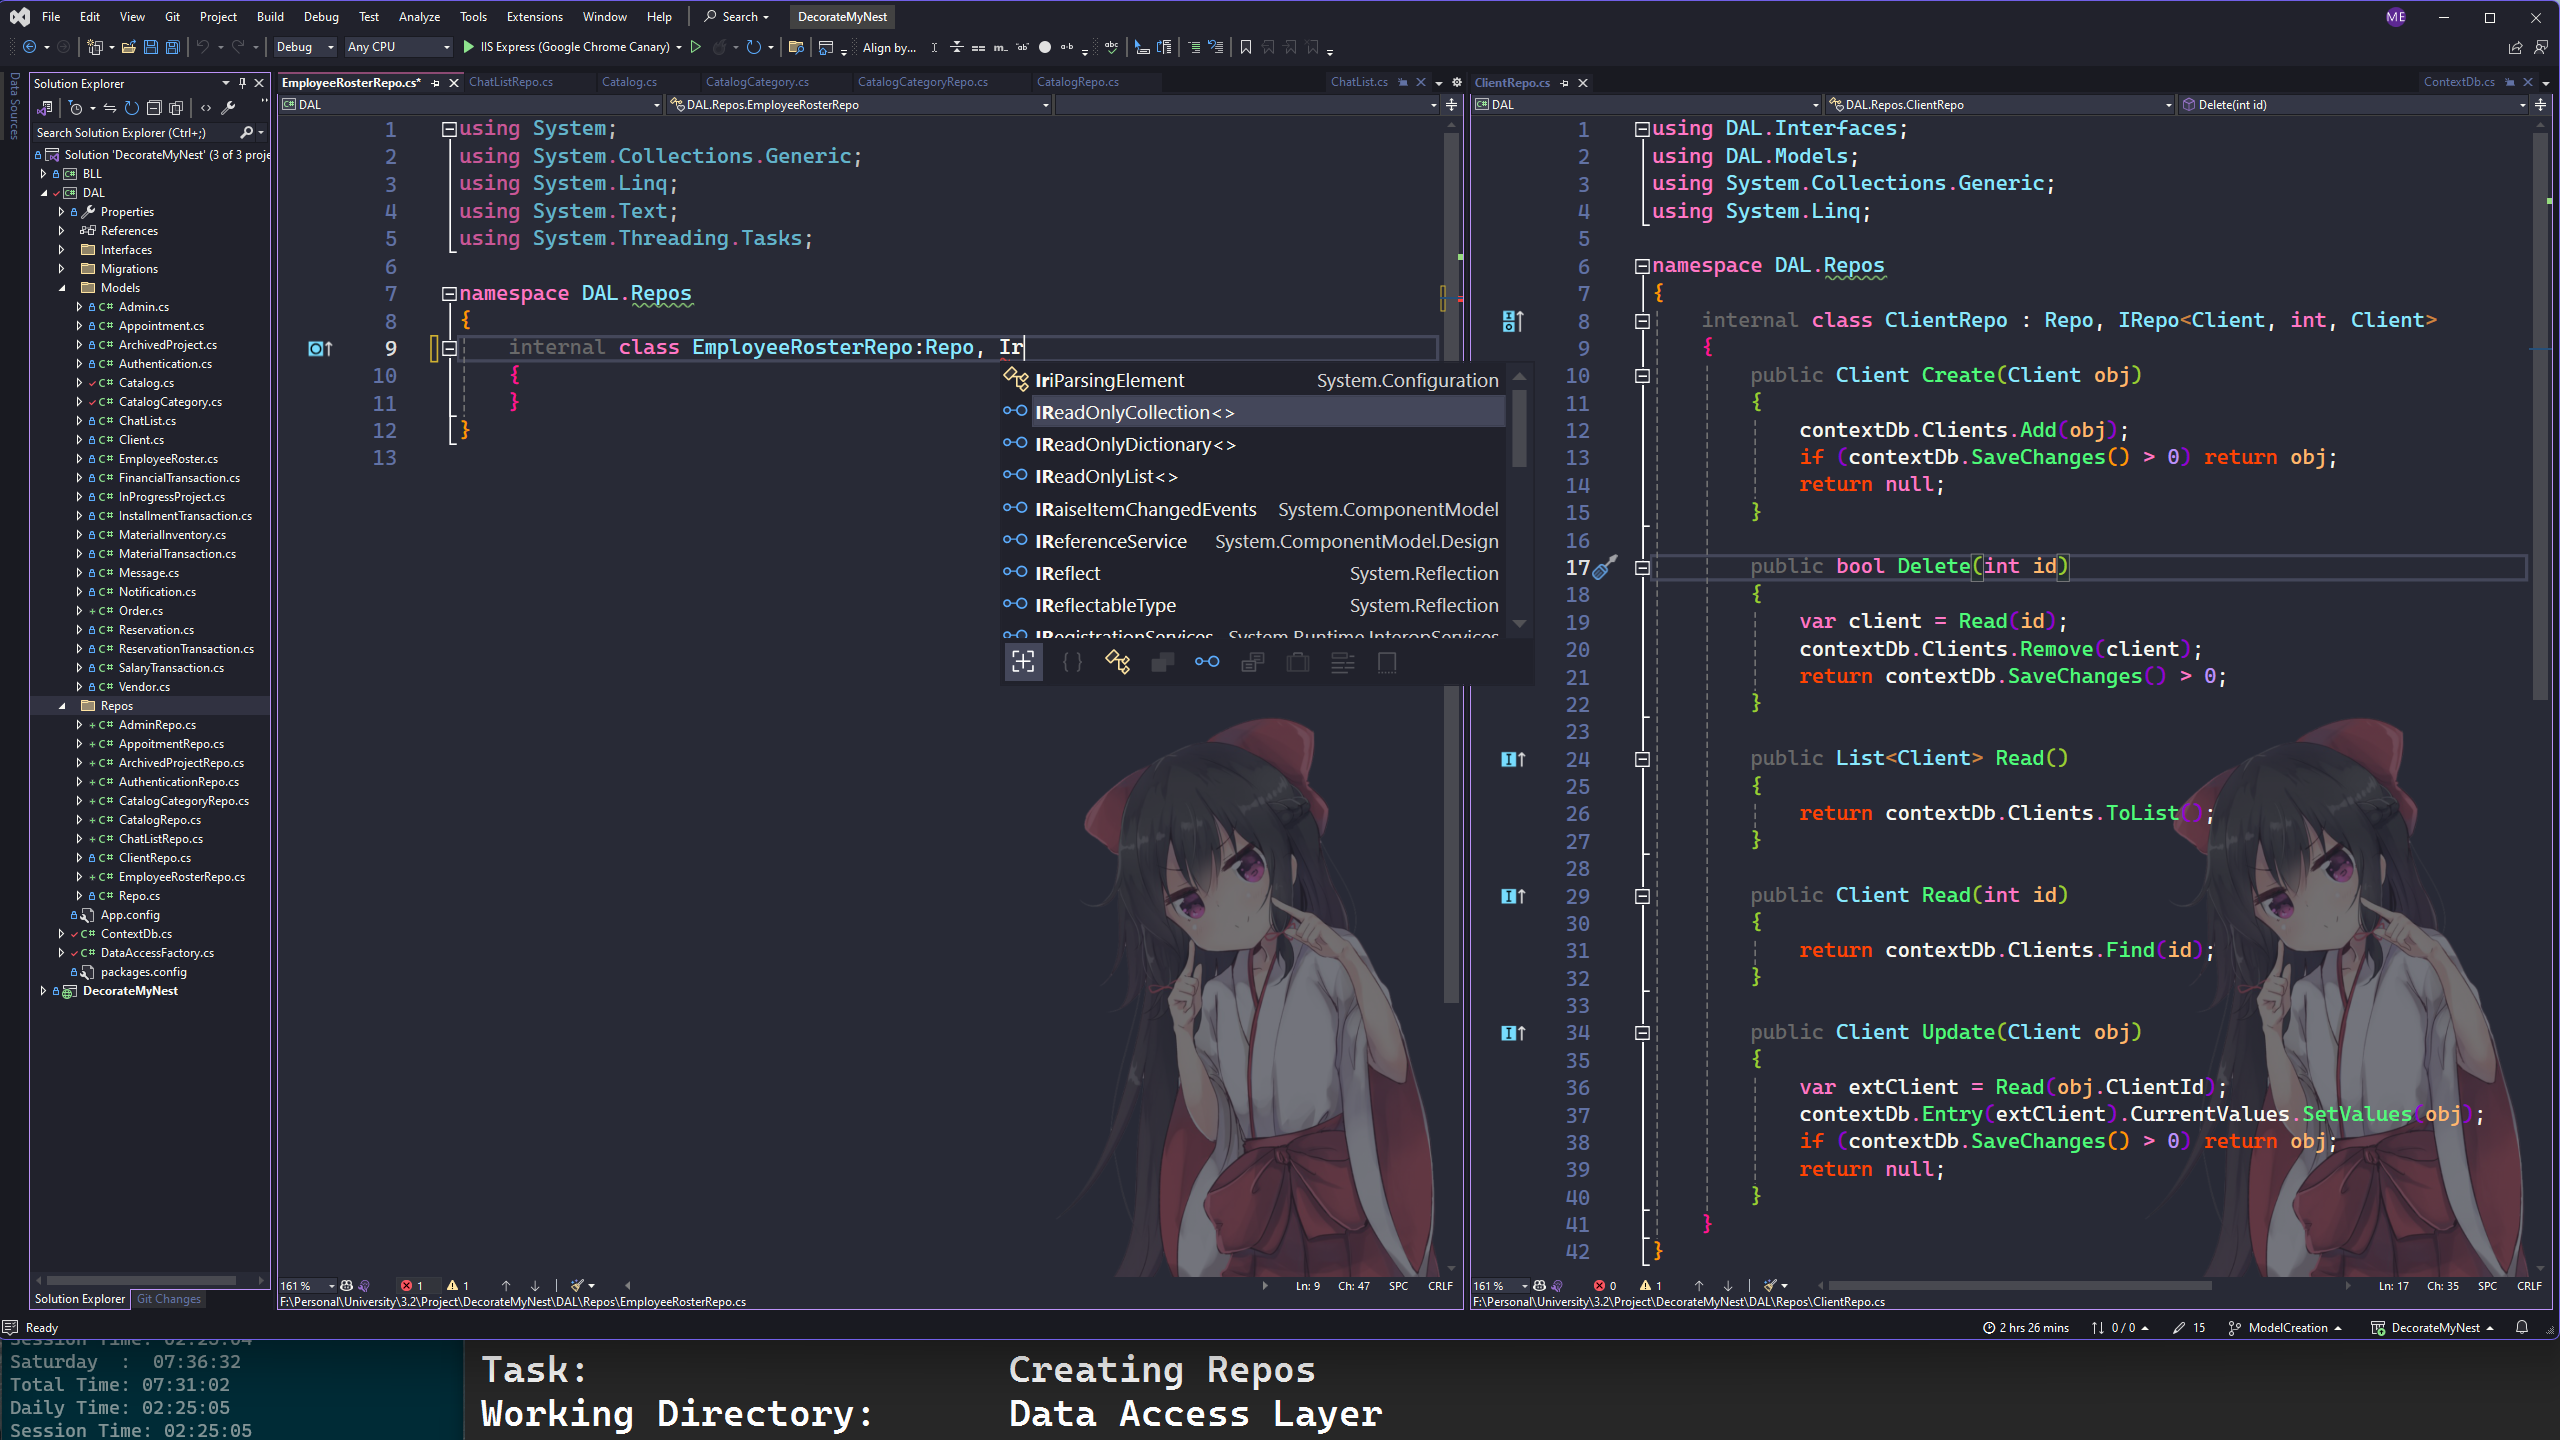 File Edit View Git Project Build Debug Test Analyze Tools Extensions Window Help Search DecorateMyNest ME
Debug Any CPU IIS Express (Google Chrome Canary) Align by...
Data Sources
Solution Explorer
Search Solution Explorer (Ctrl+;)
Solution 'DecorateMyNest' (3 of 3 proje
BLL
DAL
Properties
References
Interfaces
Migrations
Models
Admin.cs
Appointment.cs
ArchivedProject.cs
Authentication.cs
Catalog.cs
CatalogCategory.cs
ChatList.cs
Client.cs
EmployeeRoster.cs
FinancialTransaction.cs
InProgressProject.cs
InstallmentTransaction.cs
MaterialInventory.cs
MaterialTransaction.cs
Message.cs
Notification.cs
Order.cs
Reservation.cs
ReservationTransaction.cs
SalaryTransaction.cs
Vendor.cs
Repos
AdminRepo.cs
AppoitmentRepo.cs
ArchivedProjectRepo.cs
AuthenticationRepo.cs
CatalogCategoryRepo.cs
CatalogRepo.cs
ChatListRepo.cs
ClientRepo.cs
EmployeeRosterRepo.cs
Repo.cs
App.config
ContextDb.cs
DataAccessFactory.cs
packages.config
DecorateMyNest
Solution Explorer Git Changes
EmployeeRosterRepo.cs* ChatListRepo.cs Catalog.cs CatalogCategory.cs CatalogCategoryRepo.cs CatalogRepo.cs ChatList.cs
DAL DAL.Repos.EmployeeRosterRepo
1 using System;
2 using System.Collections.Generic;
3 using System.Linq;
4 using System.Text;
5 using System.Threading.Tasks;
6
7 namespace DAL.Repos
8 {
9 internal class EmployeeRosterRepo:Repo, Ir
10 {
11 }
12 }
13
IriParsingElement System.Configuration
IReadOnlyCollection<>
IReadOnlyDictionary<>
IReadOnlyList<>
IRaiseItemChangedEvents System.ComponentModel
IReferenceService System.ComponentModel.Design
IReflect System.Reflection
IReflectableType System.Reflection
IRegistrationServices System.Runtime.InteropServices
161 % 1 1 Ln: 9 Ch: 47 SPC CRLF
F:\Personal\University\3.2\Project\DecorateMyNest\DAL\Repos\EmployeeRosterRepo.cs
ClientRepo.cs ContextDb.cs
DAL DAL.Repos.ClientRepo Delete(int id)
1 using DAL.Interfaces;
2 using DAL.Models;
3 using System.Collections.Generic;
4 using System.Linq;
5
6 namespace DAL.Repos
7 {
8 internal class ClientRepo : Repo, IRepo<Client, int, Client>
9 {
10 public Client Create(Client obj)
11 {
12 contextDb.Clients.Add(obj);
13 if (contextDb.SaveChanges() > 0) return obj;
14 return null;
15 }
16
17 public bool Delete(int id)
18 {
19 var client = Read(id);
20 contextDb.Clients.Remove(client);
21 return contextDb.SaveChanges() > 0;
22 }
23
24 public List<Client> Read()
25 {
26 return contextDb.Clients.ToList();
27 }
28
29 public Client Read(int id)
30 {
31 return contextDb.Clients.Find(id);
32 }
33
34 public Client Update(Client obj)
35 {
36 var extClient = Read(obj.ClientId);
37 contextDb.Entry(extClient).CurrentValues.SetValues(obj);
38 if (contextDb.SaveChanges() > 0) return obj;
39 return null;
40 }
41 }
42 }
161 % 0 1 Ln: 17 Ch: 35 SPC CRLF
F:\Personal\University\3.2\Project\DecorateMyNest\DAL\Repos\ClientRepo.cs
Ready 2 hrs 26 mins 0 / 0 15 ModelCreation DecorateMyNest
Session Time: 02:25:04
Saturday : 07:36:32
Total Time: 07:31:02
Daily Time: 02:25:05
Session Time: 02:25:05
Task: Creating Repos
Working Directory: Data Access Layer